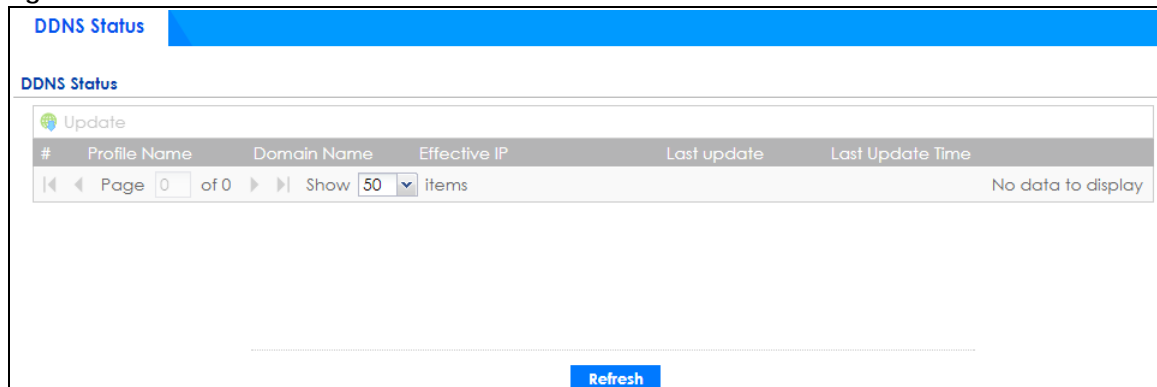 DDNS Status
DDNS Status
Update
# Profile Name Domain Name Effective IP Last update Last Update Time
Page 0 of 0 Show 50 items No data to display
Refresh